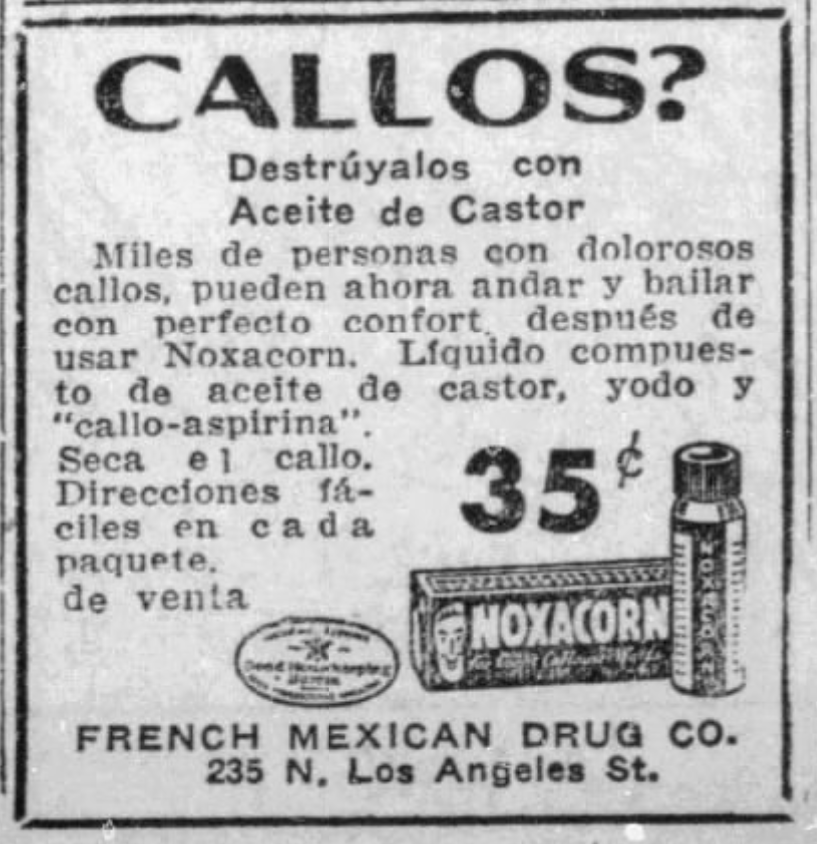 CALLOS?
Destrúyalos con
Aceite de Castor
Miles de personas con dolorosos
callos, pueden ahora andar y bailar
con perfecto confort, después de
usar Noxacorn. Líquido compues-
to de aceite de castor, yodo y
"callo-aspirina".
Seca el callo.
Direcciones fá-
ciles en cada
paquete.
de venta
35¢
NOXACORN
NOXACORN
Good Housekeeping
FRENCH MEXICAN DRUG CO.
235 N. Los Angeles St.